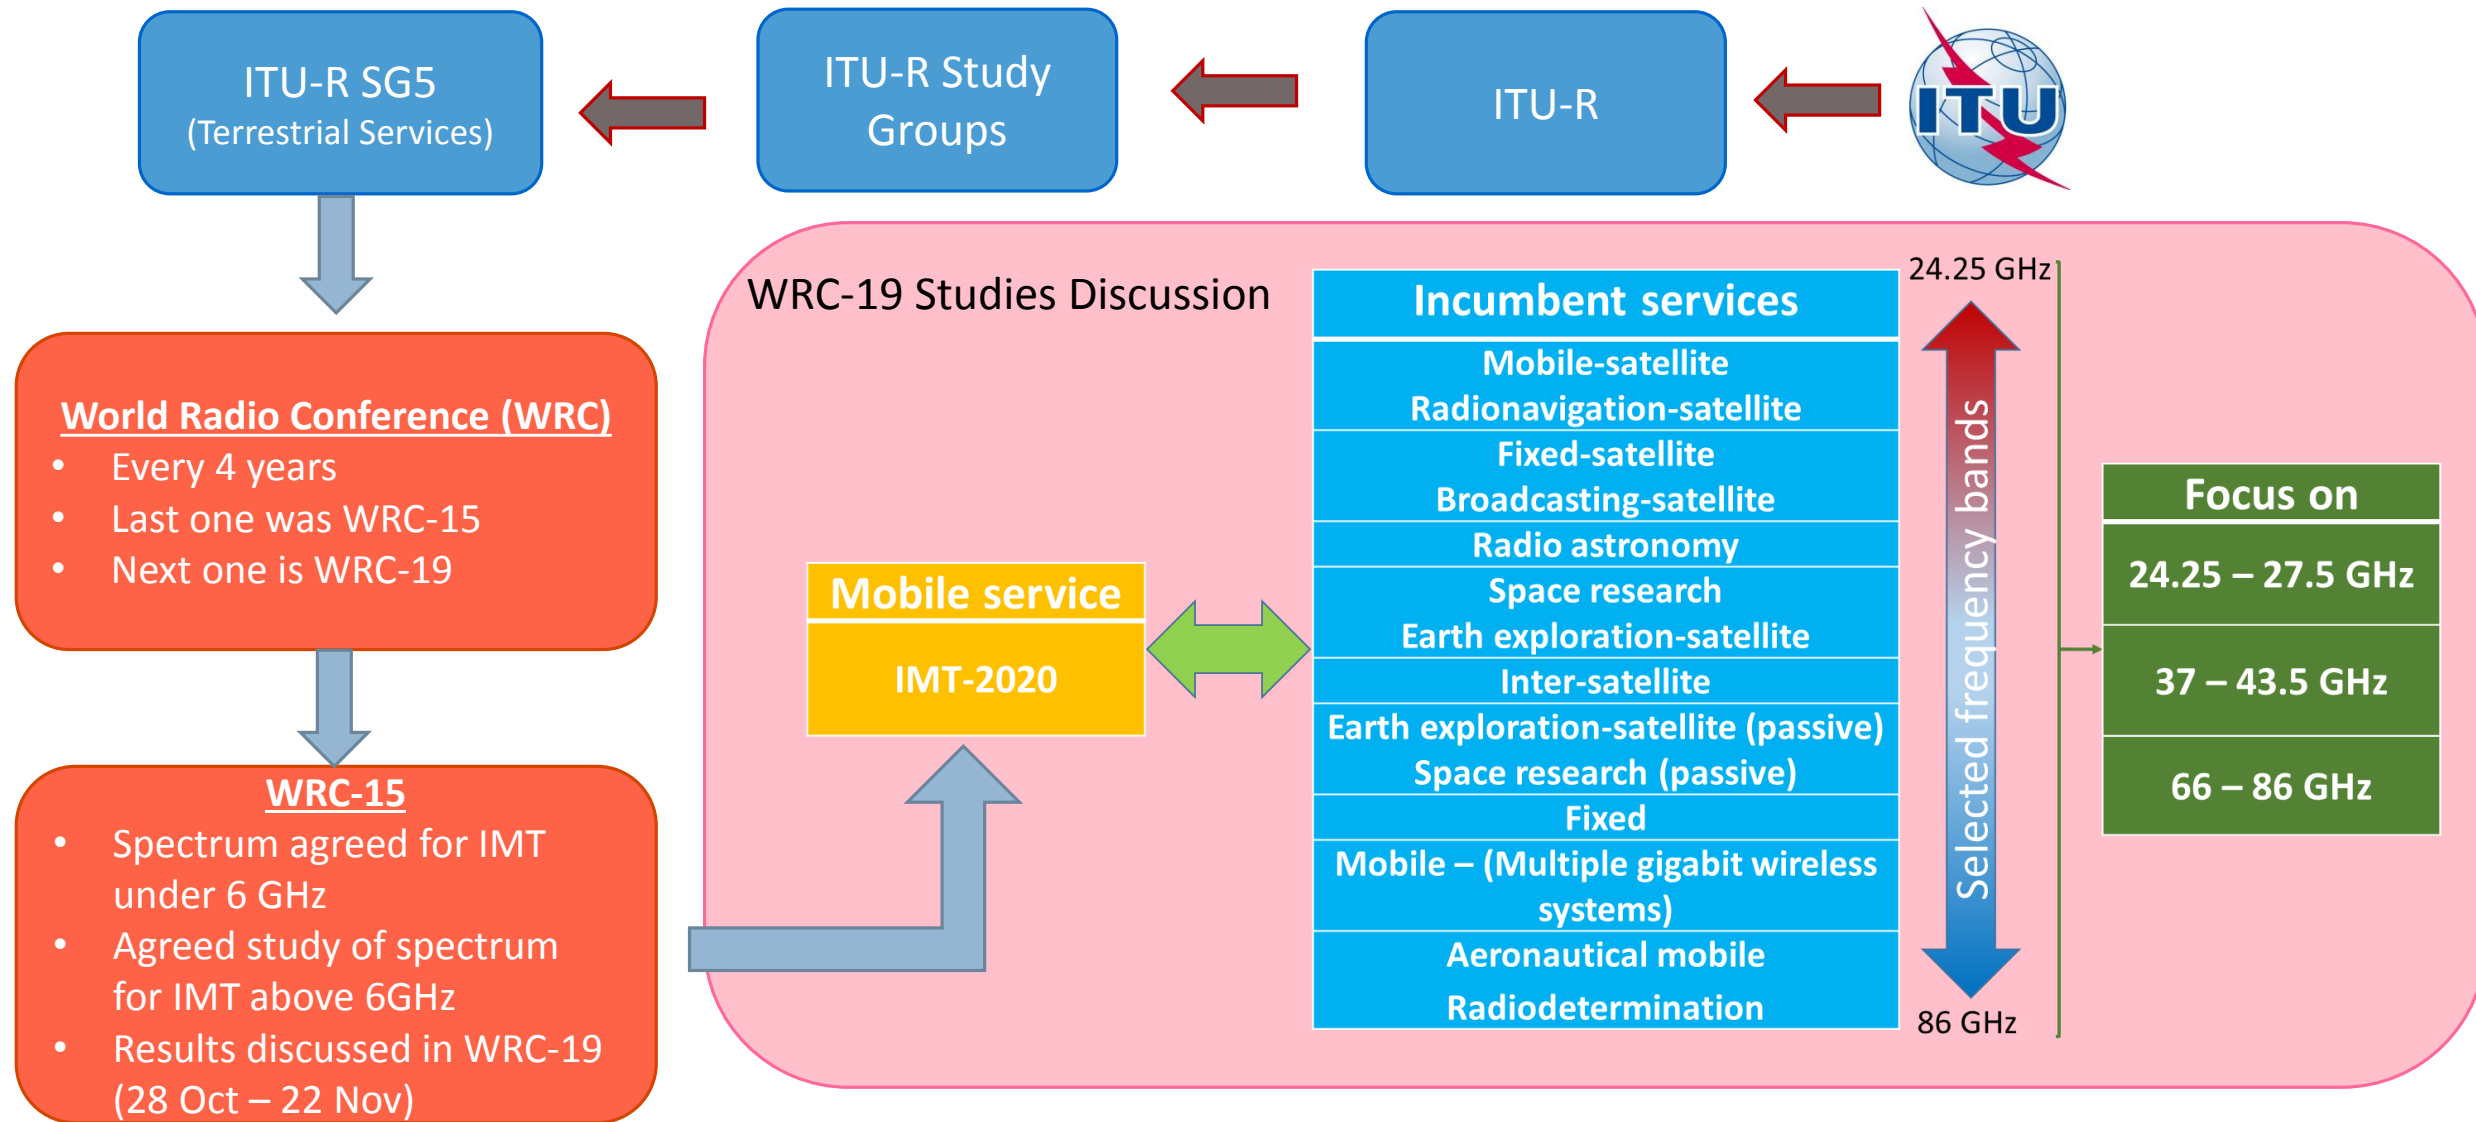 ITU-R SG5
(Terrestrial Services)
ITU-R Study
Groups
ITU-R
ITU
World Radio Conference (WRC)
• Every 4 years
• Last one was WRC-15
• Next one is WRC-19
WRC-15
• Spectrum agreed for IMT
under 6 GHz
• Agreed study of spectrum
for IMT above 6GHz
• Results discussed in WRC-19
(28 Oct – 22 Nov)
WRC-19 Studies Discussion
Mobile service
IMT-2020
Incumbent services
Mobile-satellite
Radionavigation-satellite
Fixed-satellite
Broadcasting-satellite
Radio astronomy
Space research
Earth exploration-satellite
Inter-satellite
Earth exploration-satellite (passive)
Space research (passive)
Fixed
Mobile – (Multiple gigabit wireless
systems)
Aeronautical mobile
Radiodetermination
24.25 GHz
Selected frequency bands
86 GHz
Focus on
24.25 – 27.5 GHz
37 – 43.5 GHz
66 – 86 GHz